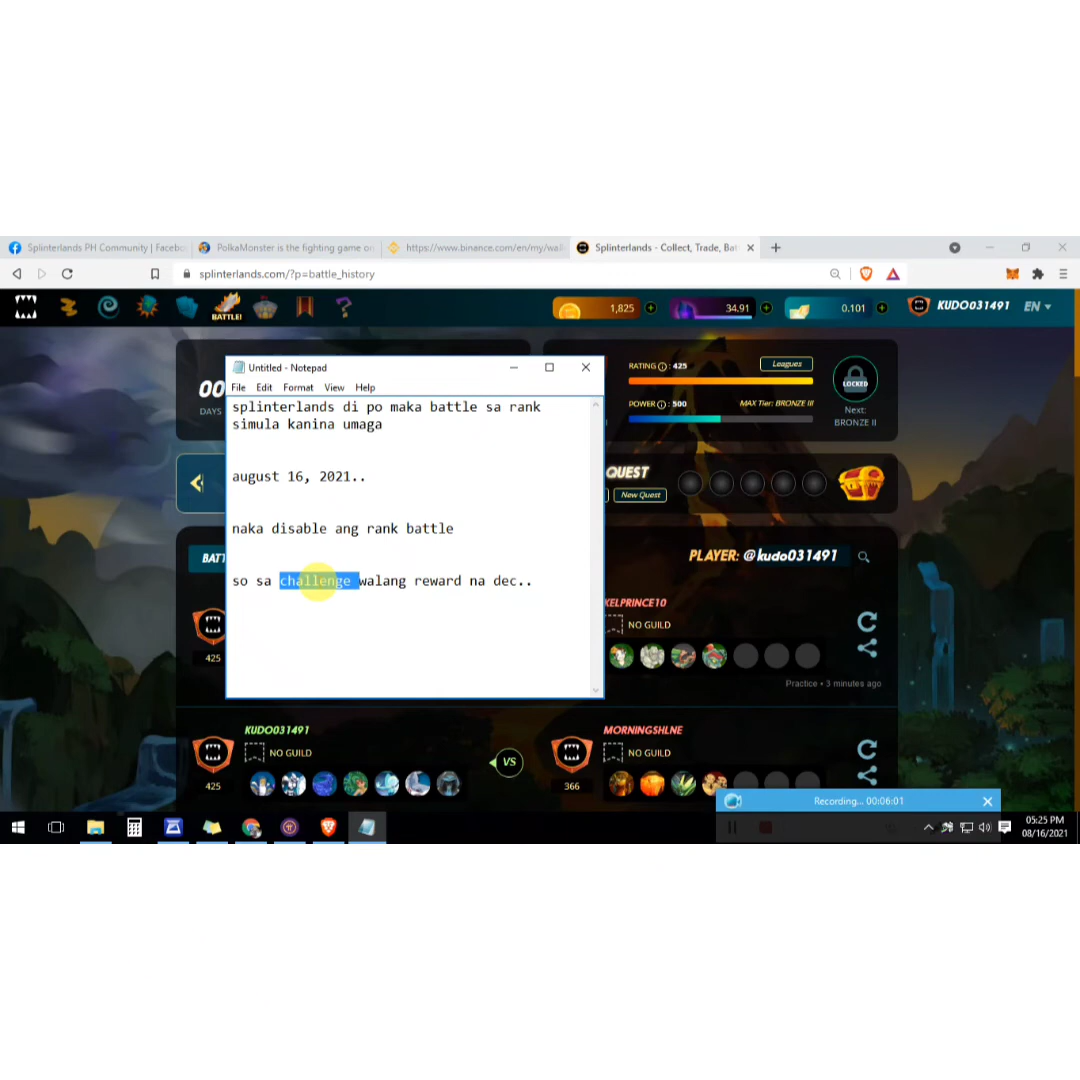 Splinterlands PH Community | Facebo
PolkaMonster is the fighting game on
https://www.binance.com/en/my/wall
Splinterlands - Collect, Trade, Bat
splinterlands.com/?p=battle_history
BATTLE!
1,825
34.91
0.101
KUDO031491
EN
00
DAYS
Untitled - Notepad
File Edit Format View Help
splinterlands di po maka battle sa rank
simula kanina umaga
august 16, 2021..
naka disable ang rank battle
so sa challenge walang reward na dec..
RATING : 425
Leagues
POWER : 500
MAX Tier: BRONZE III
LOCKED
Next:
BRONZE II
QUEST
New Quest
BATT
PLAYER: @kudo031491
KELPRINCE10
NO GUILD
425
Practice • 3 minutes ago
KUDO031491
NO GUILD
425
VS
MORNINGSHLNE
NO GUILD
366
Recording... 00:06:01
05:25 PM
08/16/2021